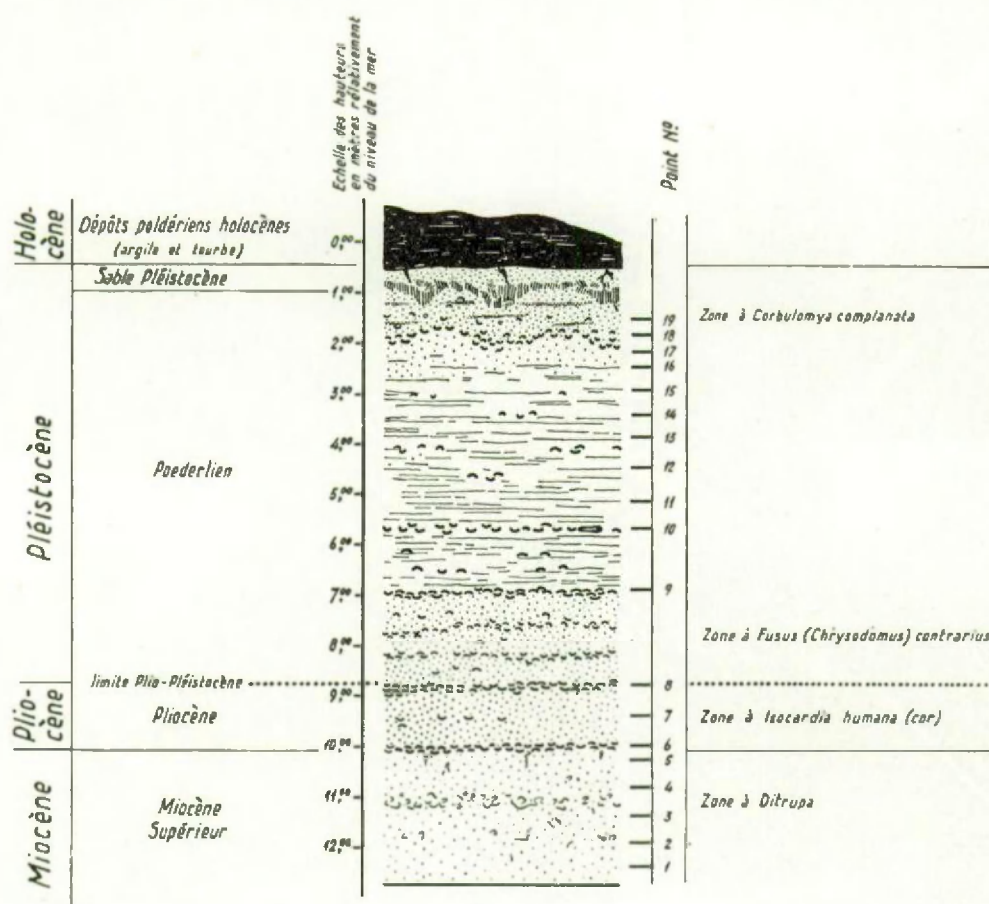 Echelle des hauteurs
en mètres rélativement
du niveau de la mer
Point Nº
Holo-
cène
Dépôts poldériens holocènes
(argile et tourbe)
0,00
Sable Pléistocène
1,00
Pléistocène
Poederlien
2,00
3,00
4,00
5,00
6,00
7,00
8,00
19
18
17
16
15
14
13
12
11
10
9
Zone à Corbulomya complanata
Zone à Fusus (Chrysodomus) contrarius
limite Plio-Pléistocène
8
Plio-
cène
Pliocène
9,00
10,00
7
6
Zone à Isocardia humana (cor)
Miocène
Miocène
Supérieur
11,00
12,00
5
4
3
2
1
Zone à Ditrupa